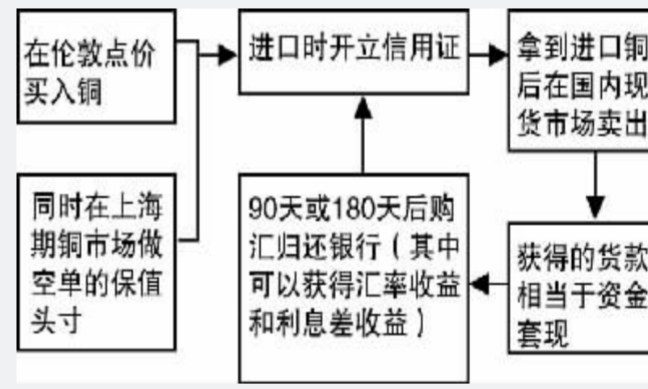 在伦敦点价
买入铜
同时在上海
期铜市场做
空单的保值
头寸
进口时开立信用证
90天或180天后购
汇归还银行（其中
可以获得汇率收益
和利息差收益）
拿到进口铜
后在国内现
货市场卖出
获得的货款
相当于资金
套现